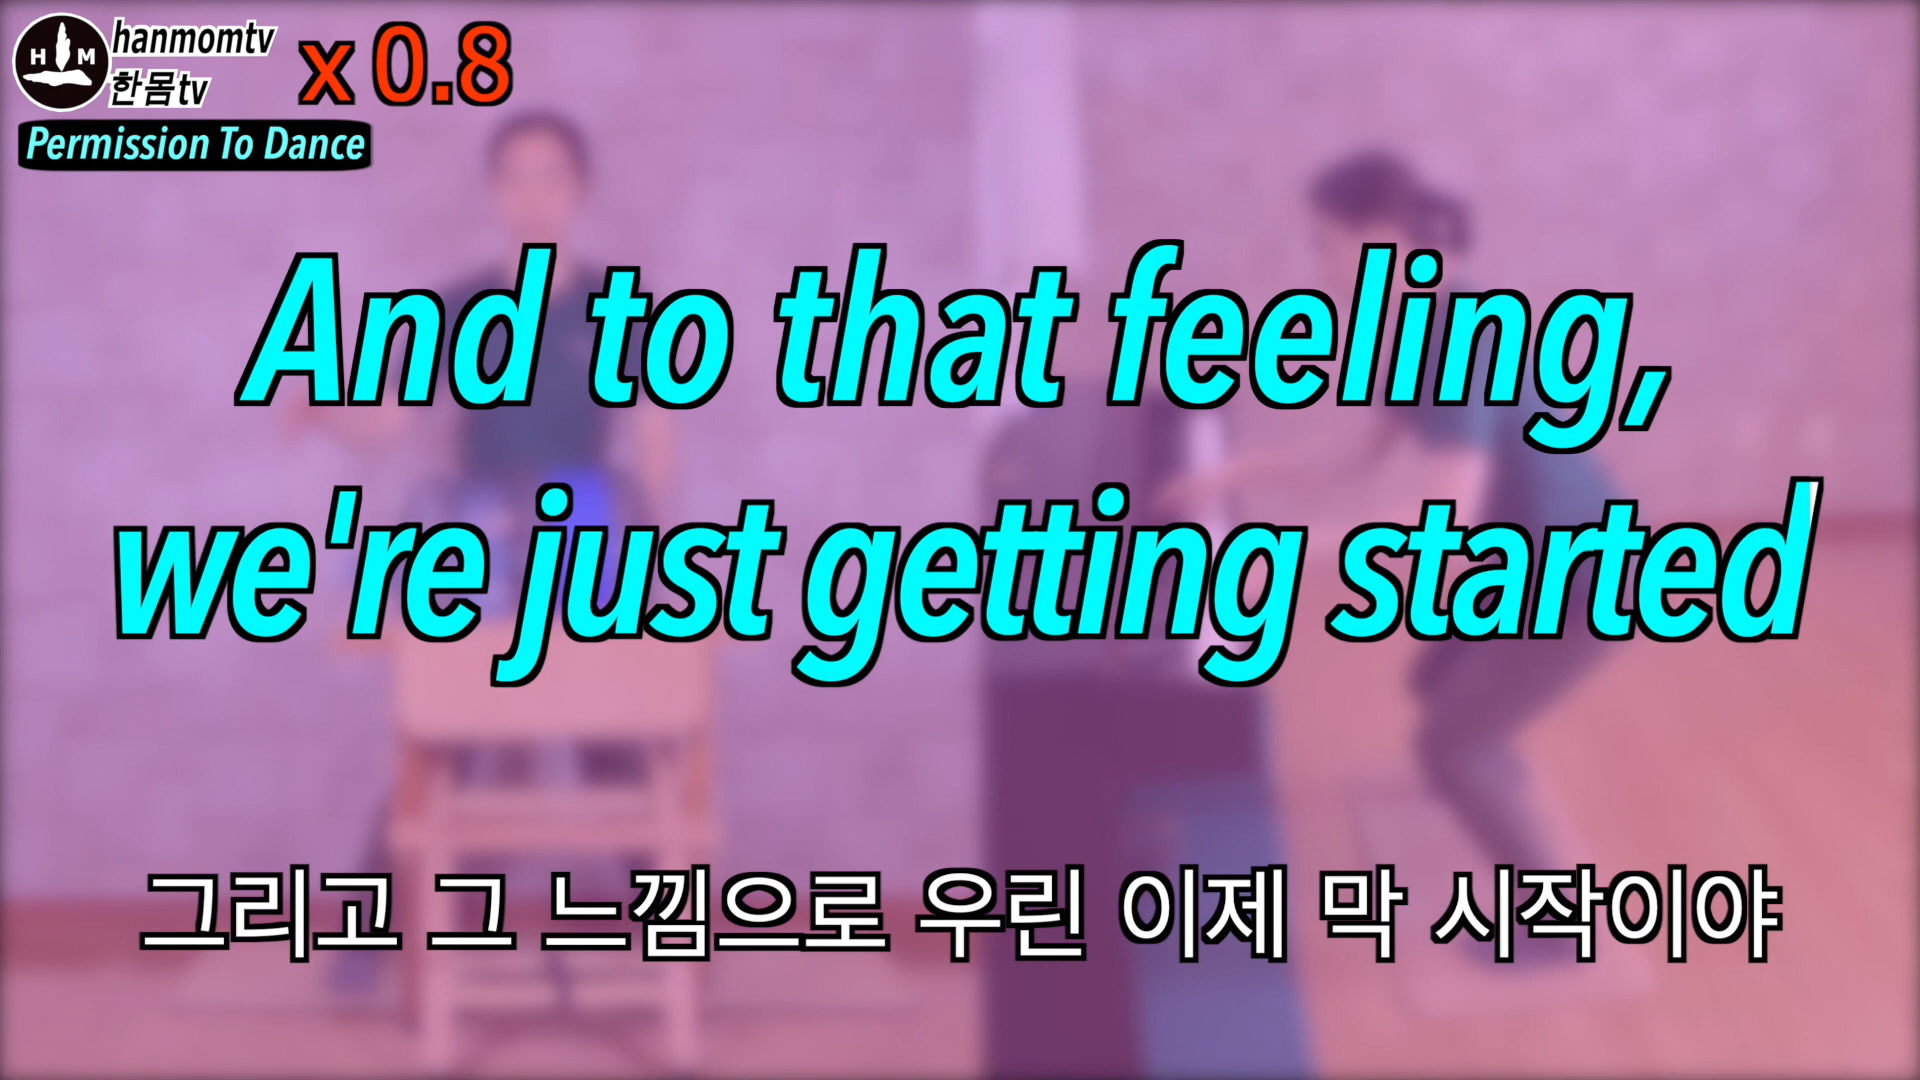 H M
hanmomtv
한몸tv
x 0.8
Permission To Dance
And to that feeling,
we're just getting started
그리고 그 느낌으로 우린 이제 막 시작이야